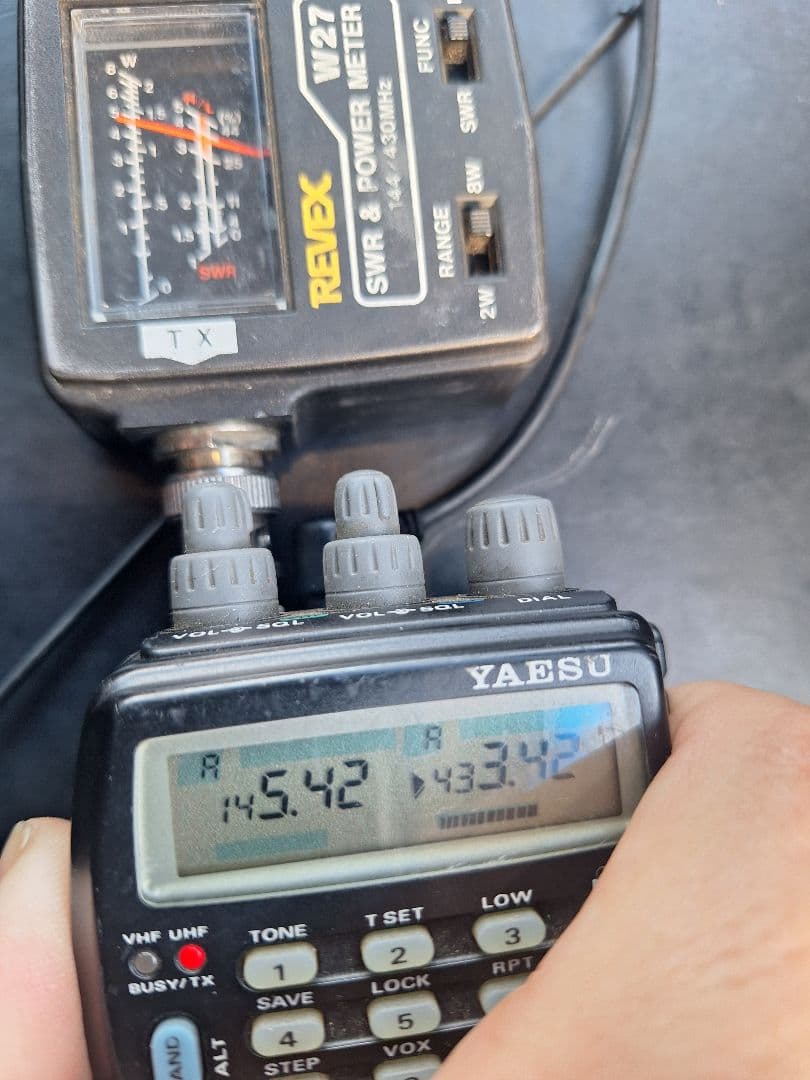 REVEX
W27
SWR & POWER METER
144/430MHz
FUNC
SWR
RANGE
2W 8W
W
SWR
TX
VOL SQL VOL SQL DIAL
YAESU
A A
145.42 433.42
VHF UHF
BUSY/TX
TONE T SET LOW
1 2 3
SAVE LOCK RPT
4 5
STEP VOX
ALT